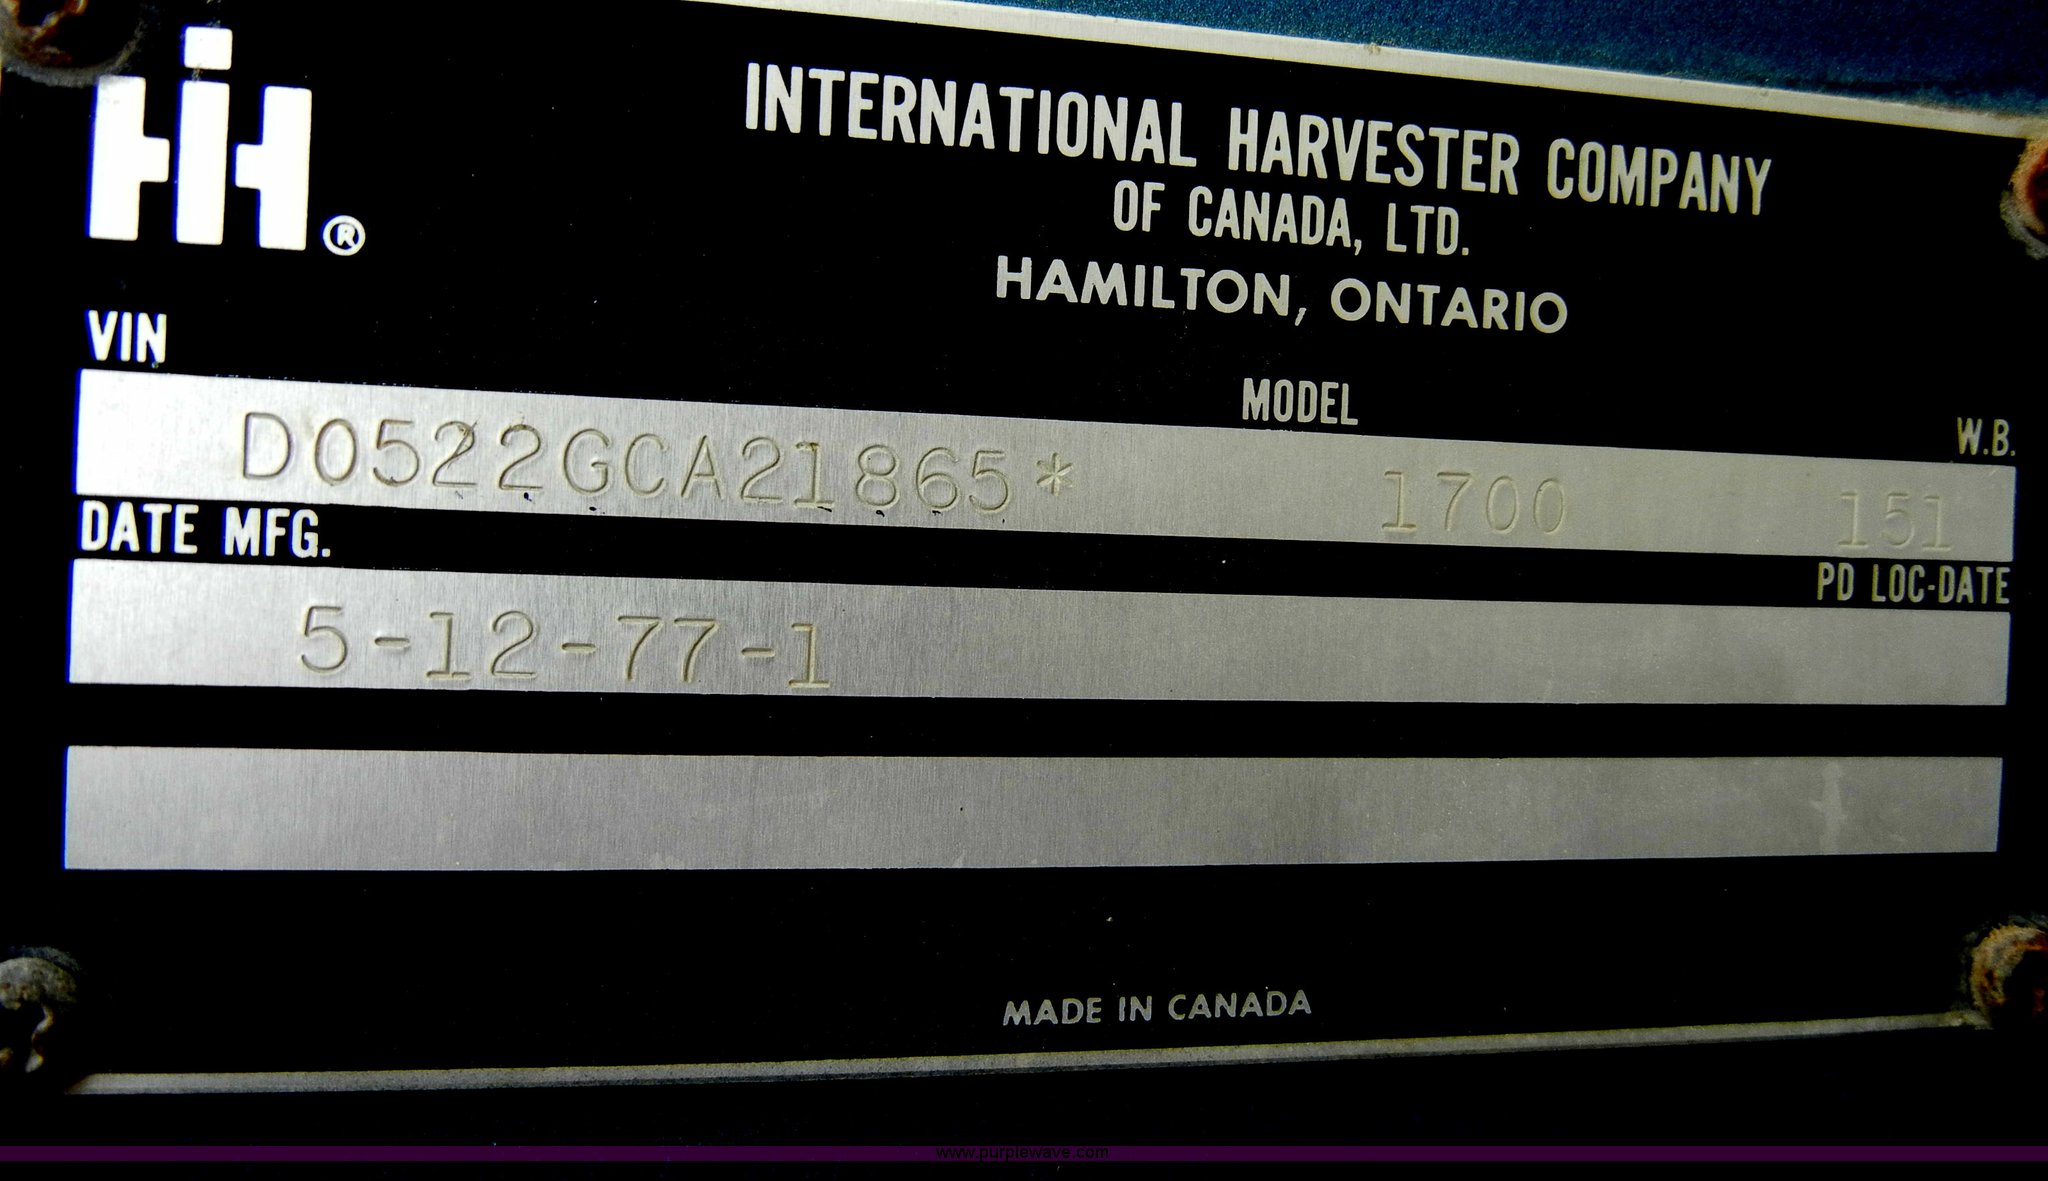 IH®
INTERNATIONAL HARVESTER COMPANY
OF CANADA, LTD.
HAMILTON, ONTARIO
VIN MODEL W.B.
D0522GCA21865* 1700 151
DATE MFG. PD LOC-DATE
5-12-77-1
MADE IN CANADA
www.purplewave.com